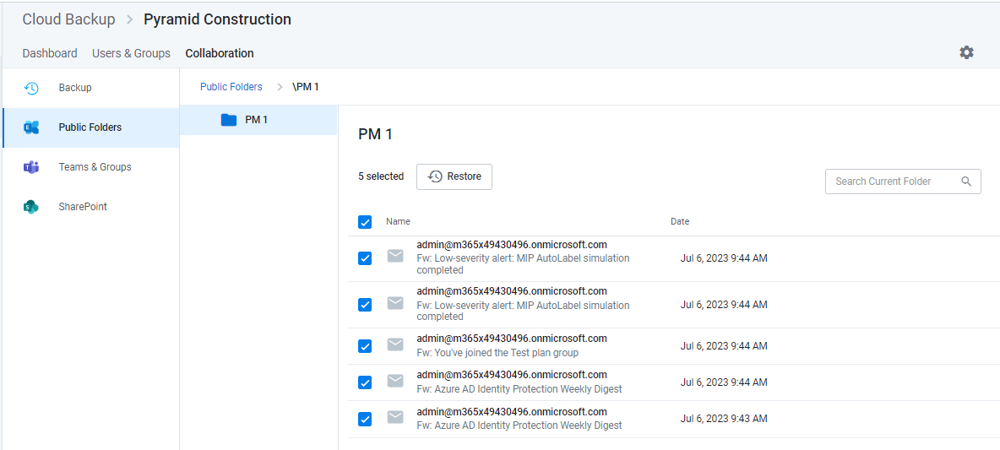 Cloud Backup > Pyramid Construction
Dashboard Users & Groups Collaboration
Backup
Public Folders
Teams & Groups
SharePoint
Public Folders > \PM 1
PM 1
PM 1
5 selected Restore
Search Current Folder
Name Date
admin@m365x49430496.onmicrosoft.com
Fw: Low-severity alert: MIP AutoLabel simulation
completed
Jul 6, 2023 9:44 AM
admin@m365x49430496.onmicrosoft.com
Fw: Low-severity alert: MIP AutoLabel simulation
completed
Jul 6, 2023 9:44 AM
admin@m365x49430496.onmicrosoft.com
Fw: You've joined the Test plan group
Jul 6, 2023 9:44 AM
admin@m365x49430496.onmicrosoft.com
Fw: Azure AD Identity Protection Weekly Digest
Jul 6, 2023 9:44 AM
admin@m365x49430496.onmicrosoft.com
Fw: Azure AD Identity Protection Weekly Digest
Jul 6, 2023 9:43 AM